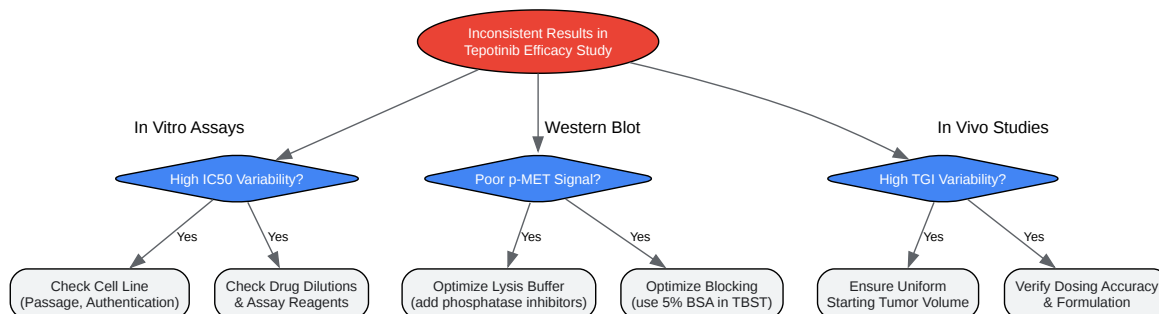 Inconsistent Results in
Tepotinib Efficacy Study
In Vitro Assays
Western Blot
In Vivo Studies
High IC50 Variability?
Poor p-MET Signal?
High TGI Variability?
Yes
Yes
Yes
Yes
Yes
Yes
Check Cell Line
(Passage, Authentication)
Check Drug Dilutions
& Assay Reagents
Optimize Lysis Buffer
(add phosphatase inhibitors)
Optimize Blocking
(use 5% BSA in TBST)
Ensure Uniform
Starting Tumor Volume
Verify Dosing Accuracy
& Formulation